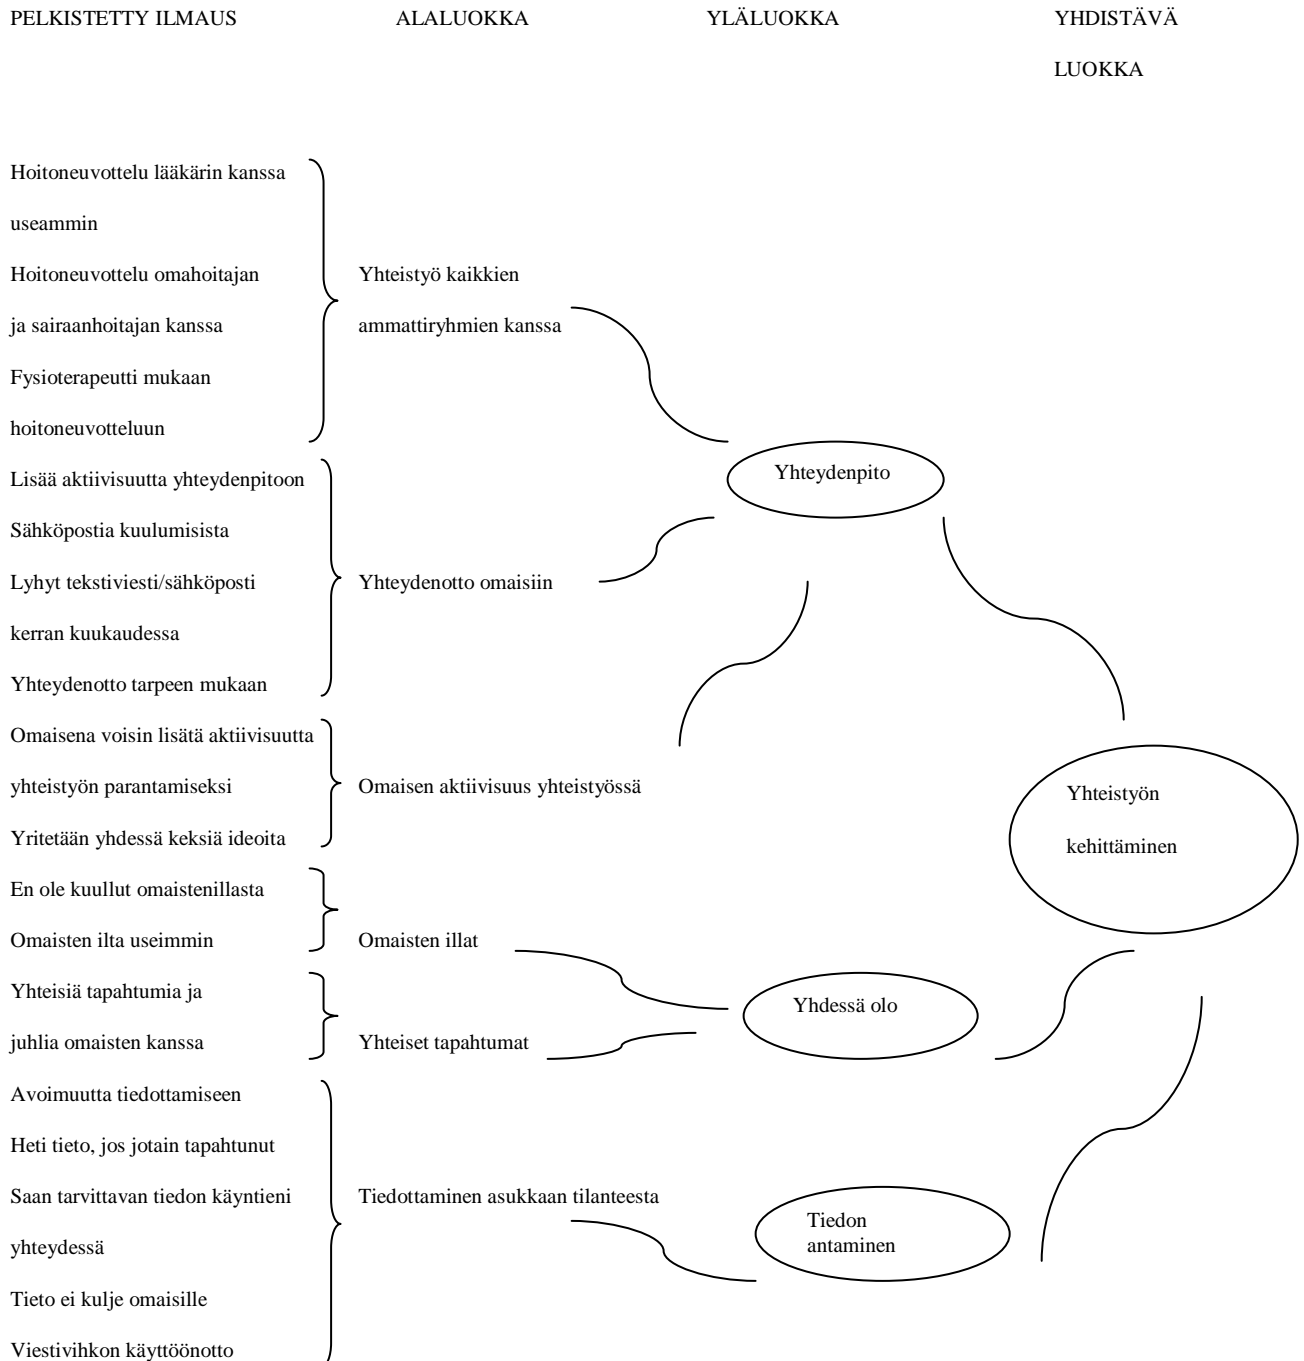 PELKISTETTY ILMAUS ALALUOKKA YLÄLUOKKA YHDISTÄVÄ
LUOKKA
Hoitoneuvottelu lääkärin kanssa
useammin
Hoitoneuvottelu omahoitajan Yhteistyö kaikkien
ja sairaanhoitajan kanssa ammattiryhmien kanssa
Fysioterapeutti mukaan
hoitoneuvotteluun
Yhteydenpito
Lisää aktiivisuutta yhteydenpitoon
Sähköpostia kuulumisista
Lyhyt tekstiviesti/sähköposti Yhteydenotto omaisiin
kerran kuukaudessa
Yhteydenotto tarpeen mukaan
Omaisena voisin lisätä aktiivisuutta
yhteistyön parantamiseksi Omaisen aktiivisuus yhteistyössä Yhteistyön
Yritetään yhdessä keksiä ideoita kehittäminen
En ole kuullut omaistenillasta
Omaisten ilta useimmin Omaisten illat
Yhteisiä tapahtumia ja Yhdessä olo
juhlia omaisten kanssa Yhteiset tapahtumat
Avoimuutta tiedottamiseen
Heti tieto, jos jotain tapahtunut
Saan tarvittavan tiedon käyntieni Tiedottaminen asukkaan tilanteesta
Tiedon
yhteydessä antaminen
Tieto ei kulje omaisille
Viestivihkon käyttöönotto